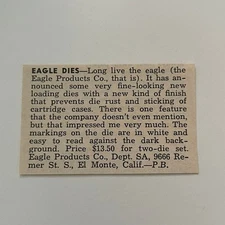 EAGLE DIES—Long live the eagle (the
Eagle Products Co., that is). It has an-
nounced some very fine-looking new
loading dies with a new kind of finish
that prevents die rust and sticking of
cartridge cases. There is one feature
that the company doesn't even mention,
but that impressed me very much. The
markings on the die are in white and
easy to read against the dark back-
ground. Price $13.50 for two-die set.
Eagle Products Co., Dept. SA, 9666 Re-
mer St. S., El Monte, Calif.—P.B.